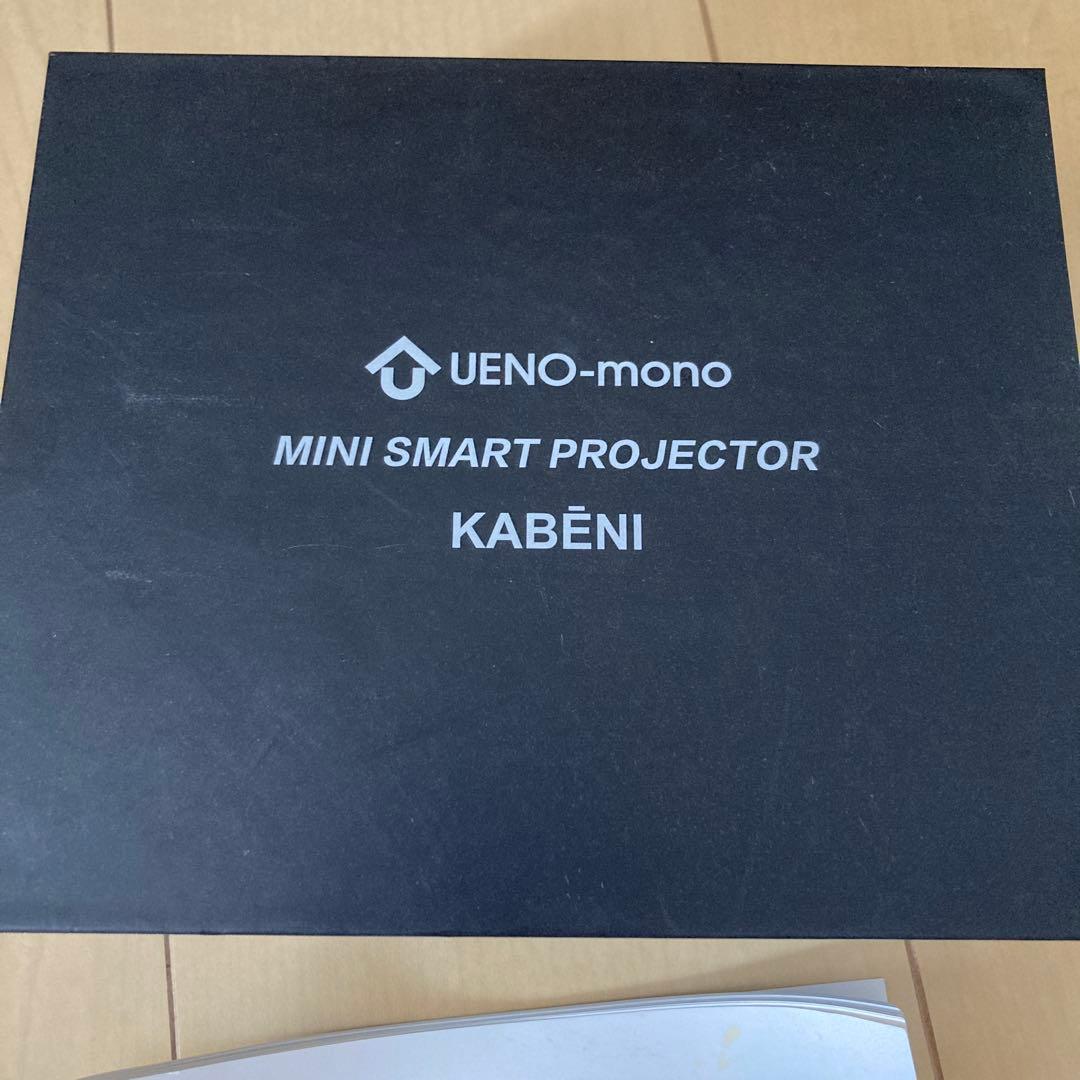 UENO-mono
MINI SMART PROJECTOR
KABĒNI